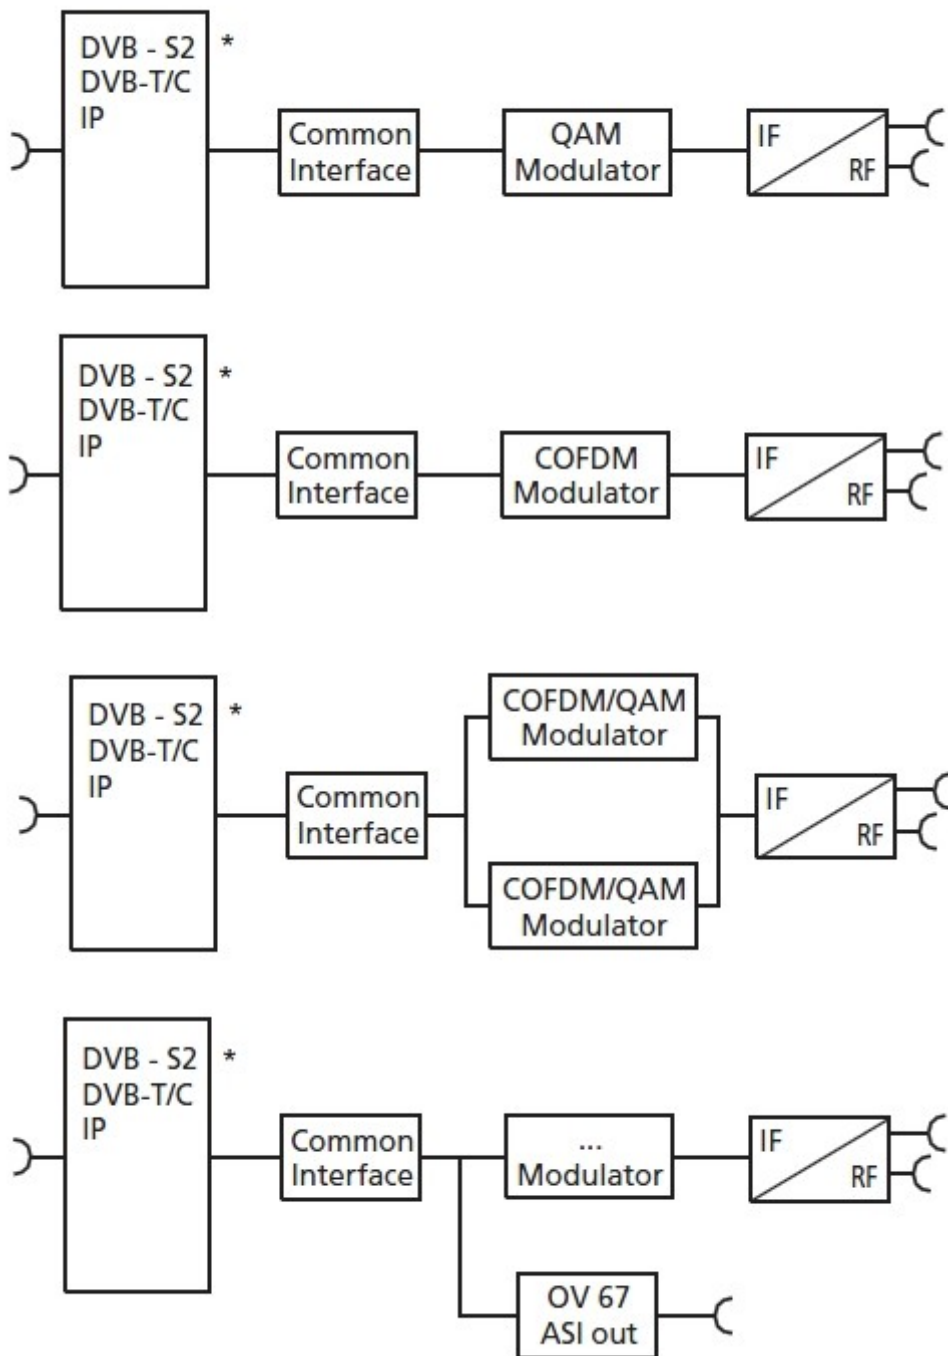 DVB - S2 *
DVB-T/C
IP
Common
Interface
QAM
Modulator
IF
RF
DVB - S2 *
DVB-T/C
IP
Common
Interface
COFDM
Modulator
IF
RF
DVB - S2 *
DVB-T/C
IP
Common
Interface
COFDM/QAM
Modulator
COFDM/QAM
Modulator
IF
RF
DVB - S2 *
DVB-T/C
IP
Common
Interface
...
Modulator
IF
RF
OV 67
ASI out